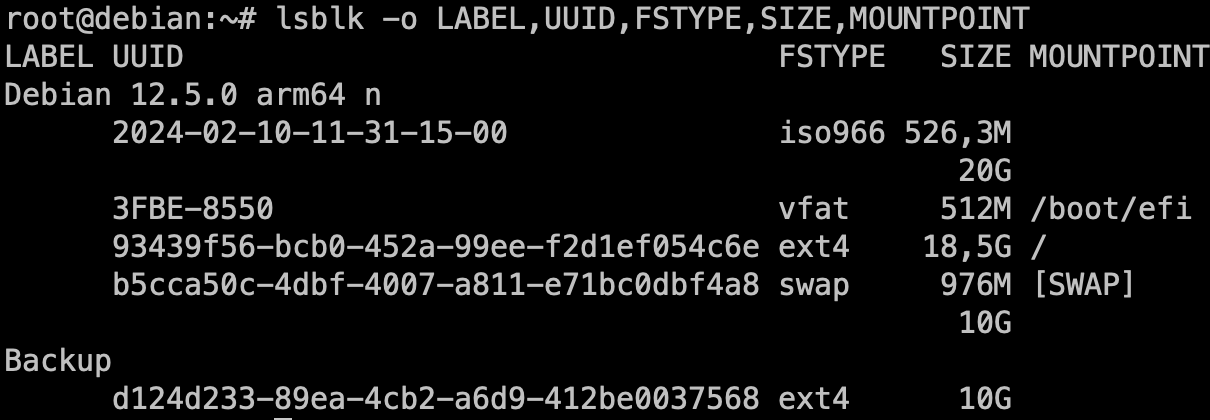 root@debian:~# lsblk -o LABEL,UUID,FSTYPE,SIZE,MOUNTPOINT
LABEL UUID                                 FSTYPE   SIZE MOUNTPOINT
Debian 12.5.0 arm64 n
      2024-02-10-11-31-15-00               iso966 526,3M
                                                     20G
      3FBE-8550                            vfat     512M /boot/efi
      93439f56-bcb0-452a-99ee-f2d1ef054c6e ext4    18,5G /
      b5cca50c-4dbf-4007-a811-e71bc0dbf4a8 swap     976M [SWAP]
                                                     10G
Backup
      d124d233-89ea-4cb2-a6d9-412be0037568 ext4      10G